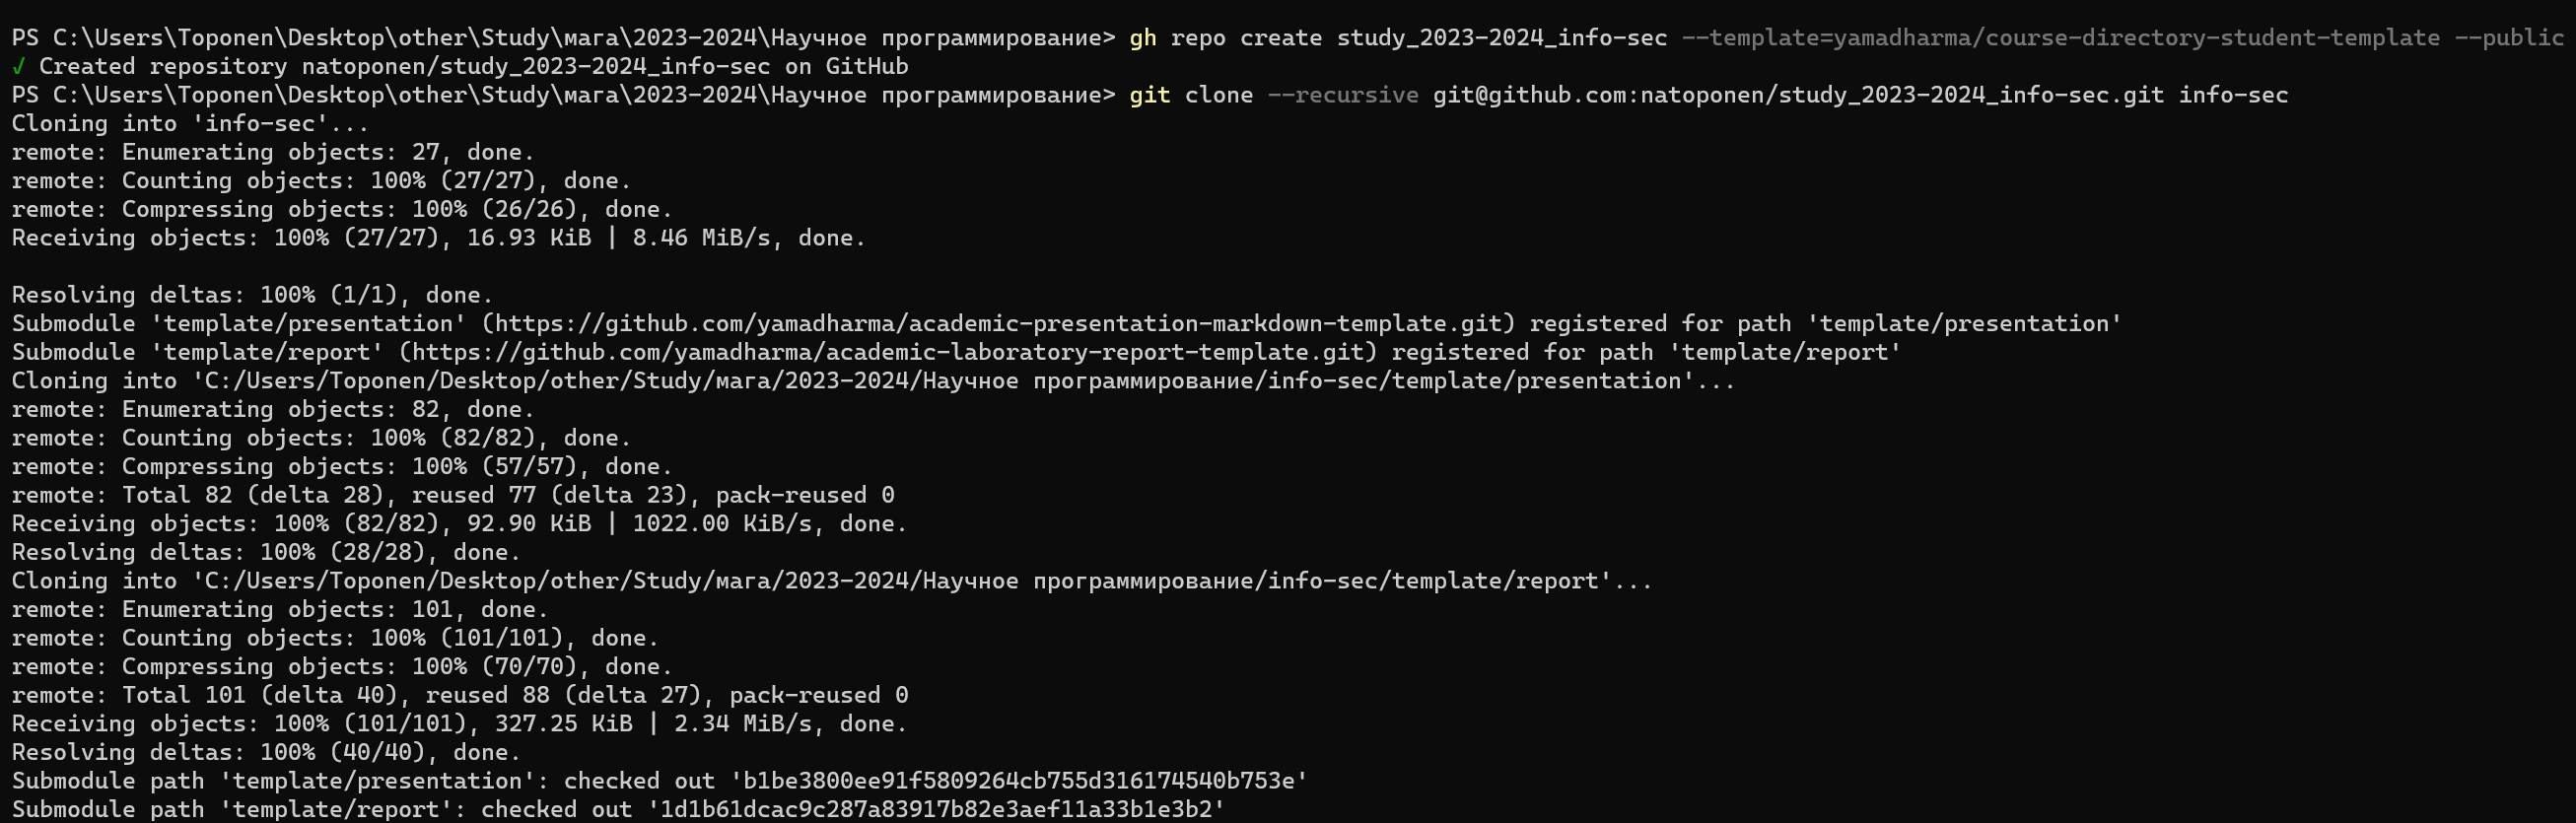 PS C:\Users\Toponen\Desktop\other\Study\мага\2023-2024\Научное программирование> gh repo create study_2023-2024_info-sec --template=yamadharma/course-directory-student-template --public
✓ Created repository natoponen/study_2023-2024_info-sec on GitHub
PS C:\Users\Toponen\Desktop\other\Study\мага\2023-2024\Научное программирование> git clone --recursive git@github.com:natoponen/study_2023-2024_info-sec.git info-sec
Cloning into 'info-sec'...
remote: Enumerating objects: 27, done.
remote: Counting objects: 100% (27/27), done.
remote: Compressing objects: 100% (26/26), done.
Receiving objects: 100% (27/27), 16.93 KiB | 8.46 MiB/s, done.
Resolving deltas: 100% (1/1), done.
Submodule 'template/presentation' (https://github.com/yamadharma/academic-presentation-markdown-template.git) registered for path 'template/presentation'
Submodule 'template/report' (https://github.com/yamadharma/academic-laboratory-report-template.git) registered for path 'template/report'
Cloning into 'C:/Users/Toponen/Desktop/other/Study/мага/2023-2024/Научное программирование/info-sec/template/presentation'...
remote: Enumerating objects: 82, done.
remote: Counting objects: 100% (82/82), done.
remote: Compressing objects: 100% (57/57), done.
remote: Total 82 (delta 28), reused 77 (delta 23), pack-reused 0
Receiving objects: 100% (82/82), 92.90 KiB | 1022.00 KiB/s, done.
Resolving deltas: 100% (28/28), done.
Cloning into 'C:/Users/Toponen/Desktop/other/Study/мага/2023-2024/Научное программирование/info-sec/template/report'...
remote: Enumerating objects: 101, done.
remote: Counting objects: 100% (101/101), done.
remote: Compressing objects: 100% (70/70), done.
remote: Total 101 (delta 40), reused 88 (delta 27), pack-reused 0
Receiving objects: 100% (101/101), 327.25 KiB | 2.34 MiB/s, done.
Resolving deltas: 100% (40/40), done.
Submodule path 'template/presentation': checked out 'b1be3800ee91f5809264cb755d316174540b753e'
Submodule path 'template/report': checked out '1d1b61dcac9c287a83917b82e3aef11a33b1e3b2'